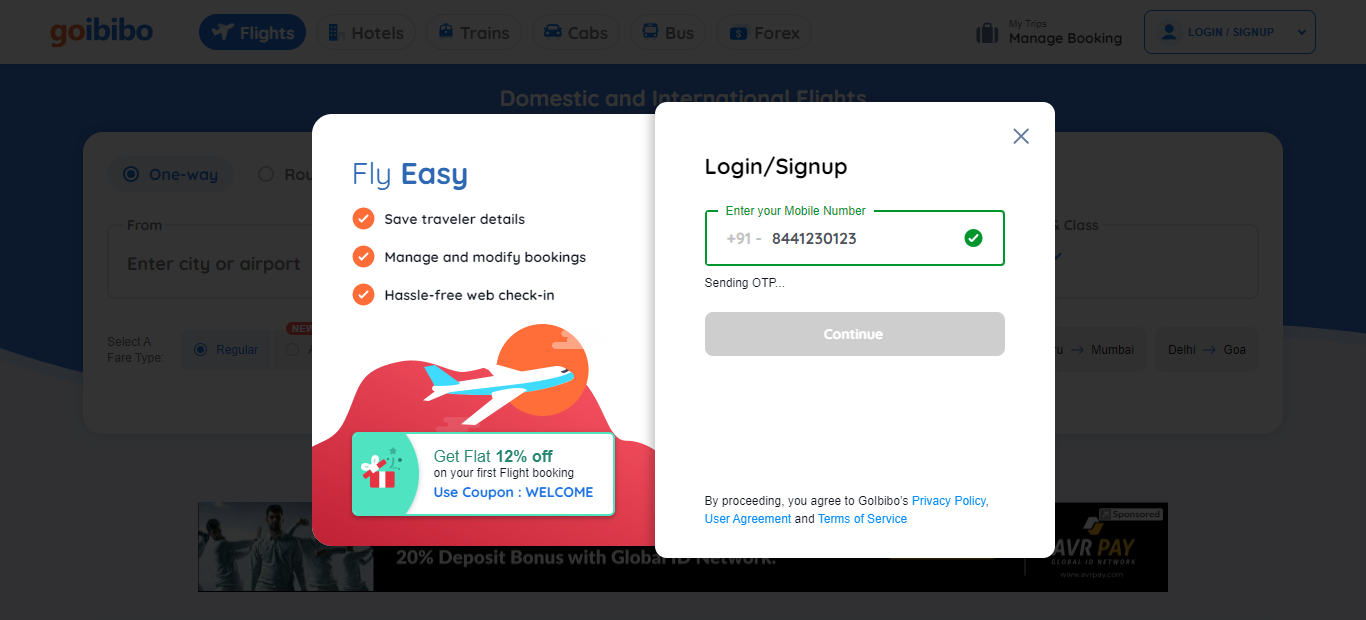 goibibo
Flights
Hotels
Trains
Cabs
Bus
Forex
My Trips
Manage Booking
LOGIN / SIGNUP
Domestic and International Flights
One-way
From
Enter city or airport
& Class
Select A
Fare Type:
Regular
Mumbai
Delhi → Goa
Fly Easy
Save traveler details
Manage and modify bookings
Hassle-free web check-in
Get Flat 12% off
on your first Flight booking
Use Coupon : WELCOME
Login/Signup
Enter your Mobile Number
+91 - 8441230123
Sending OTP...
Continue
By proceeding, you agree to GoIbibo's Privacy Policy,
User Agreement and Terms of Service
20% Deposit Bonus with Global ID Network.
Sponsored
AVR PAY
GLOBAL ID NETWORK
www.avrpay.com